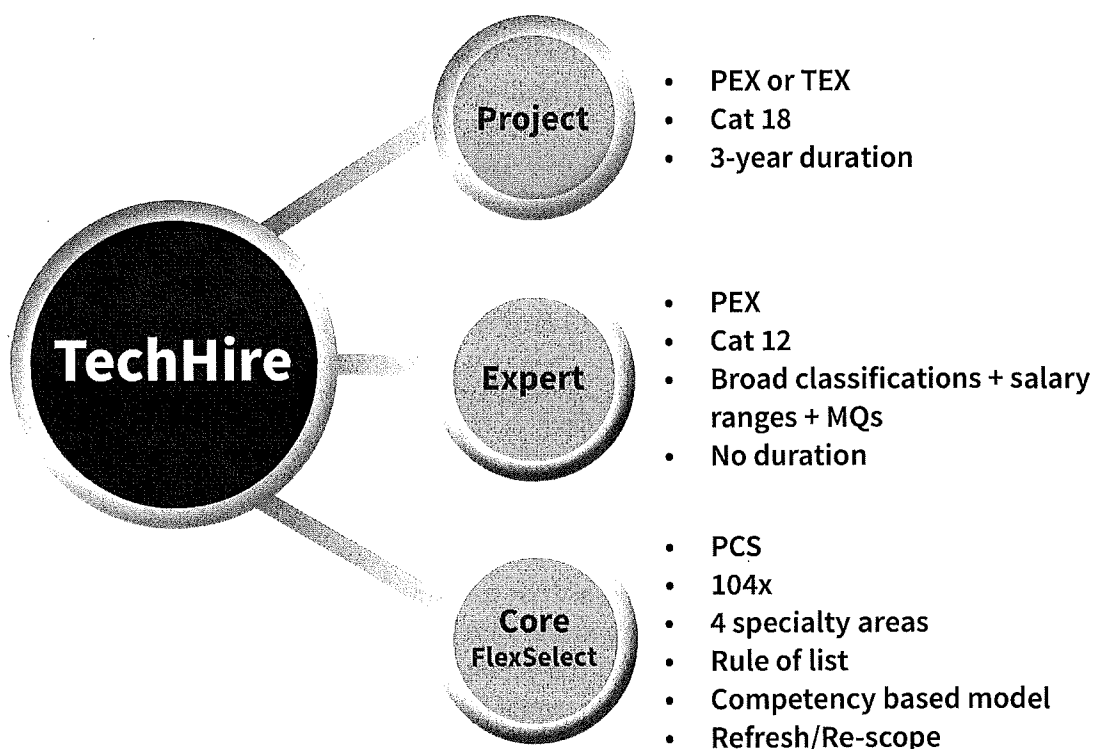 Project
• PEX or TEX
• Cat 18
• 3-year duration
TechHire
Expert
• PEX
• Cat 12
• Broad classifications + salary
ranges + MQs
• No duration
Core
FlexSelect
• PCS
• 104x
• 4 specialty areas
• Rule of list
• Competency based model
• Refresh/Re-scope